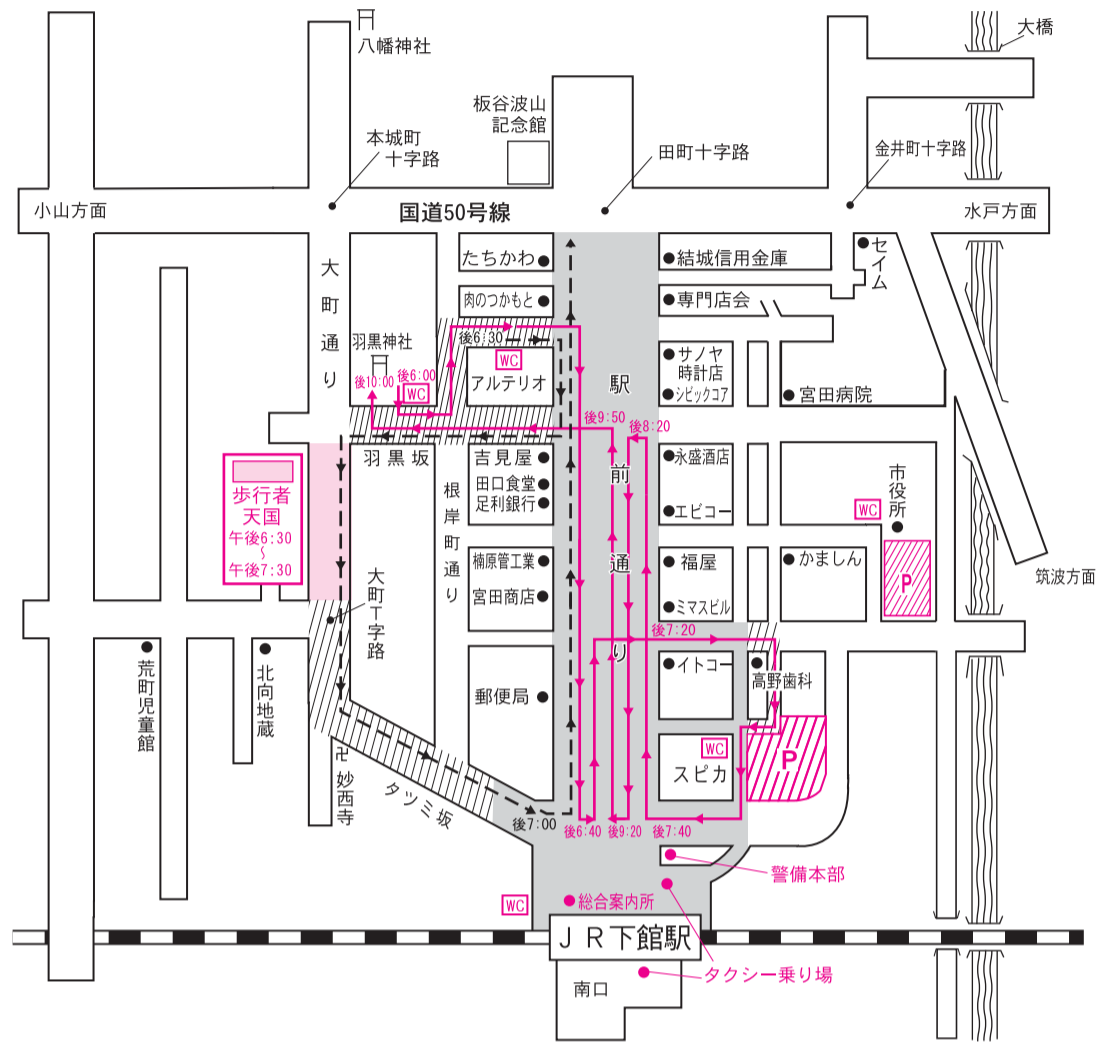 八幡神社
大橋
板谷波山
記念館
本城町
十字路
田町十字路
金井町十字路
小山方面
国道50号線
水戸方面
大町通り
たちかわ
結城信用金庫
セイム
肉のつかもと
専門店会
後6:30
羽黒神社
WC
アルテリオ
サノヤ
時計店
シビックコア
駅前通り
宮田病院
後10:00
後6:00
WC
後9:50
後8:20
羽黒坂
吉見屋
田口食堂
足利銀行
永盛酒店
エビコー
市役所
WC
P
歩行者
天国
午後6:30
〜
午後7:30
根岸町通り
楠原管工業
宮田商店
福屋
ミマスビル
かましん
筑波方面
大町T字路
後7:20
荒町児童館
北向地蔵
郵便局
イトコー
高野歯科
WC
スピカ
P
卍妙西寺
タツミ坂
後7:00
後6:40
後9:20
後7:40
警備本部
WC
総合案内所
JR下館駅
タクシー乗り場
南口